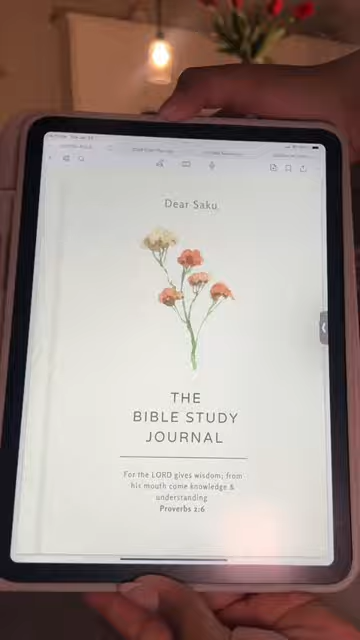 Dear Saku,
THE
BIBLE STUDY
JOURNAL
For the LORD gives wisdom; from
his mouth come knowledge &
understanding
Proverbs 2:6